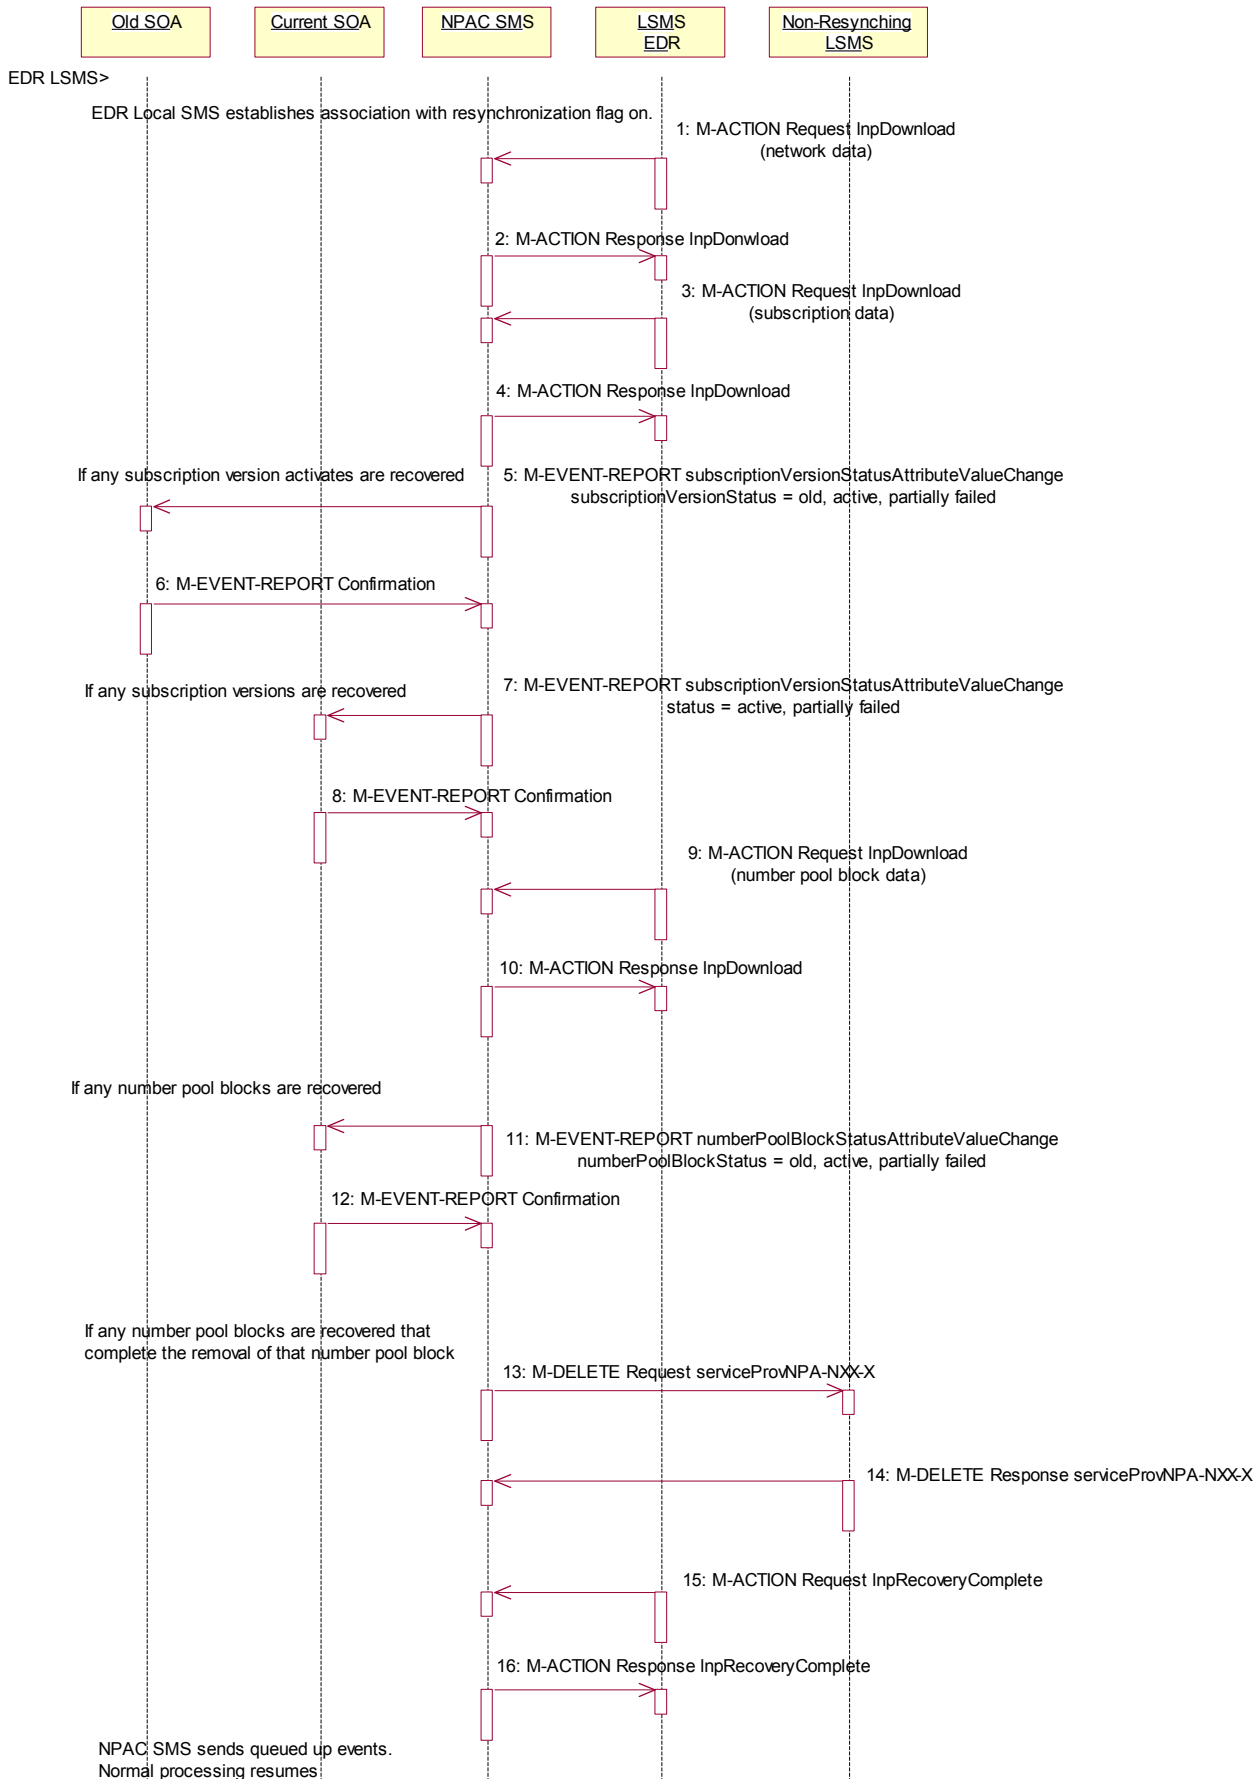 Old SOA
Current SOA
NPAC SMS
LSMS
EDR
Non-Resynching
LSMS
EDR LSMS>
EDR Local SMS establishes association with resynchronization flag on.
1: M-ACTION Request lnpDownload
(network data)
2: M-ACTION Response lnpDonwload
3: M-ACTION Request lnpDownload
(subscription data)
4: M-ACTION Response lnpDownload
If any subscription version activates are recovered
5: M-EVENT-REPORT subscriptionVersionStatusAttributeValueChange
subscriptionVersionStatus = old, active, partially failed
6: M-EVENT-REPORT Confirmation
If any subscription versions are recovered
7: M-EVENT-REPORT subscriptionVersionStatusAttributeValueChange
status = active, partially failed
8: M-EVENT-REPORT Confirmation
9: M-ACTION Request lnpDownload
(number pool block data)
10: M-ACTION Response lnpDownload
If any number pool blocks are recovered
11: M-EVENT-REPORT numberPoolBlockStatusAttributeValueChange
numberPoolBlockStatus = old, active, partially failed
12: M-EVENT-REPORT Confirmation
If any number pool blocks are recovered that
complete the removal of that number pool block
13: M-DELETE Request serviceProvNPA-NXX-X
14: M-DELETE Response serviceProvNPA-NXX-X
15: M-ACTION Request lnpRecoveryComplete
16: M-ACTION Response lnpRecoveryComplete
NPAC SMS sends queued up events.
Normal processing resumes